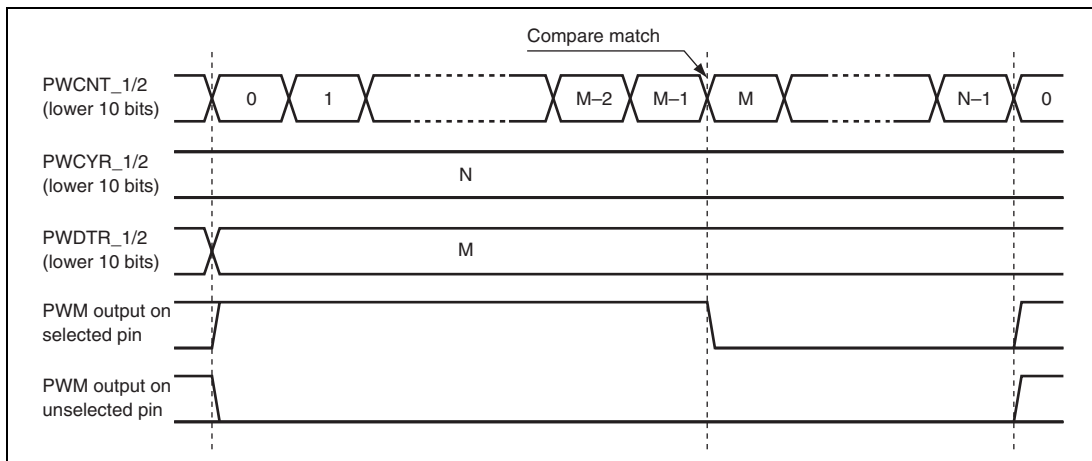 Compare match
PWCNT_1/2
(lower 10 bits)
0 1 M–2 M–1 M N–1 0
PWCYR_1/2
(lower 10 bits)
N
PWDTR_1/2
(lower 10 bits)
M
PWM output on
selected pin
PWM output on
unselected pin